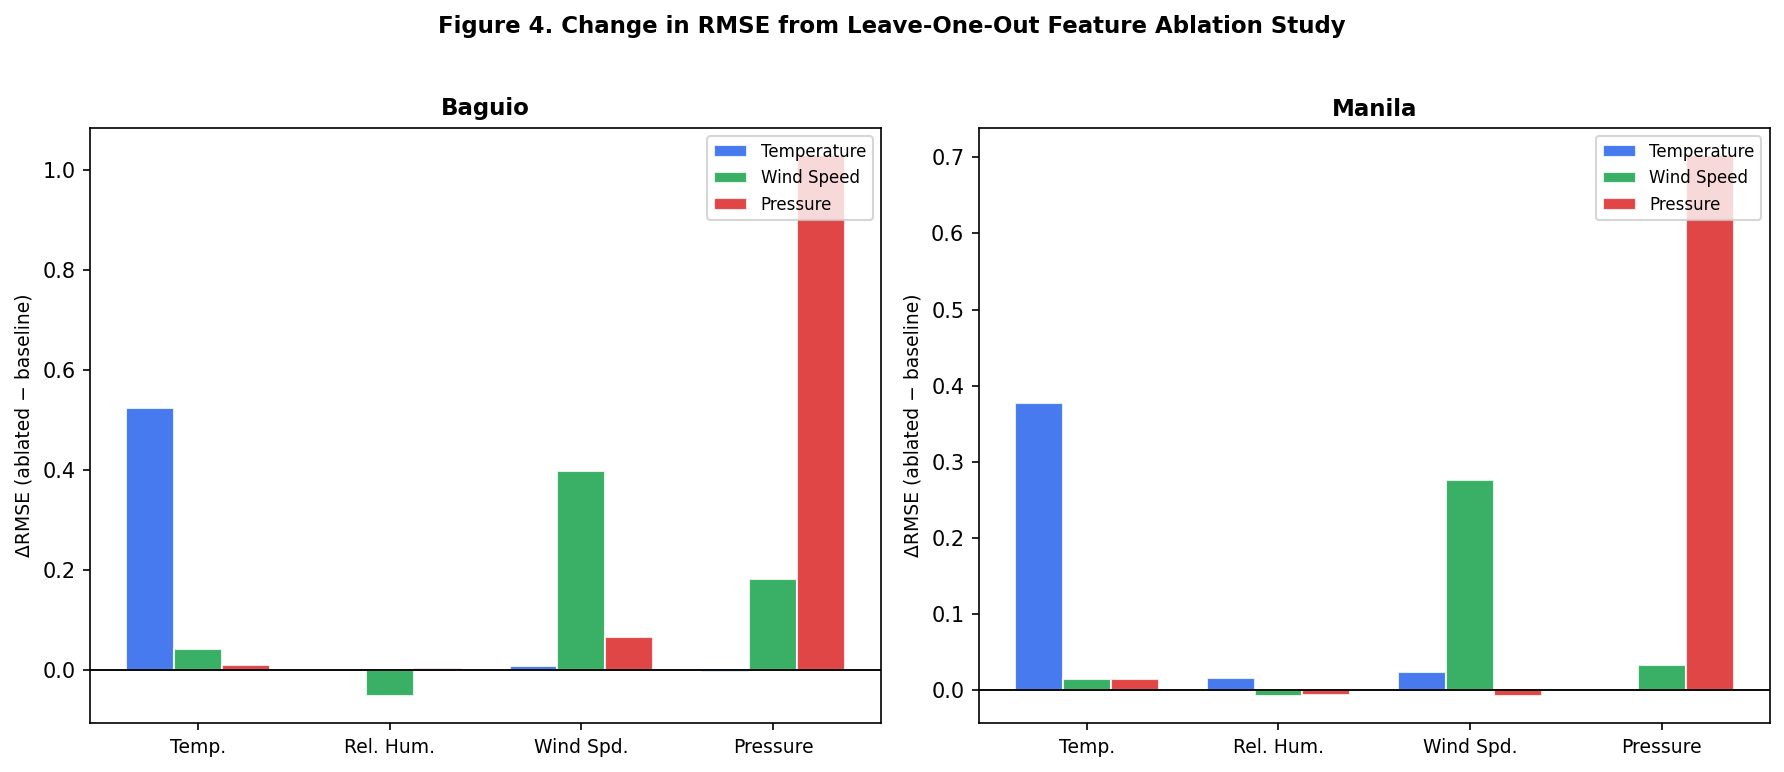 Figure 4. Change in RMSE from Leave-One-Out Feature Ablation Study
Baguio
ΔRMSE (ablated − baseline)
1.0
0.8
0.6
0.4
0.2
0.0
Temperature
Wind Speed
Pressure
Temp.
Rel. Hum.
Wind Spd.
Pressure
Manila
ΔRMSE (ablated − baseline)
0.7
0.6
0.5
0.4
0.3
0.2
0.1
0.0
Temperature
Wind Speed
Pressure
Temp.
Rel. Hum.
Wind Spd.
Pressure